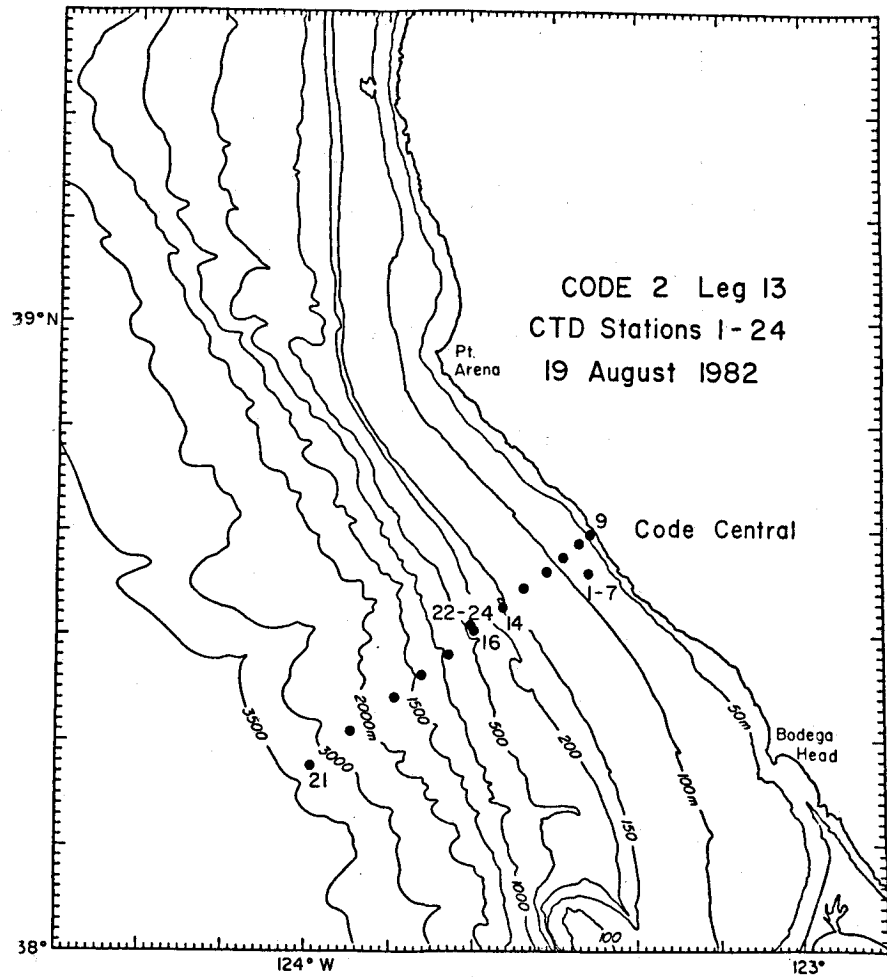 CODE 2 Leg 13
CTD Stations 1-24
19 August 1982
39°N
Pt.
Arena
9
Code Central
1-7
22-24
14
16
3500
3000
2000m
1500
500
200
150
100m
50m
Bodega
Head
21
1000
100
38°
124° W
123°